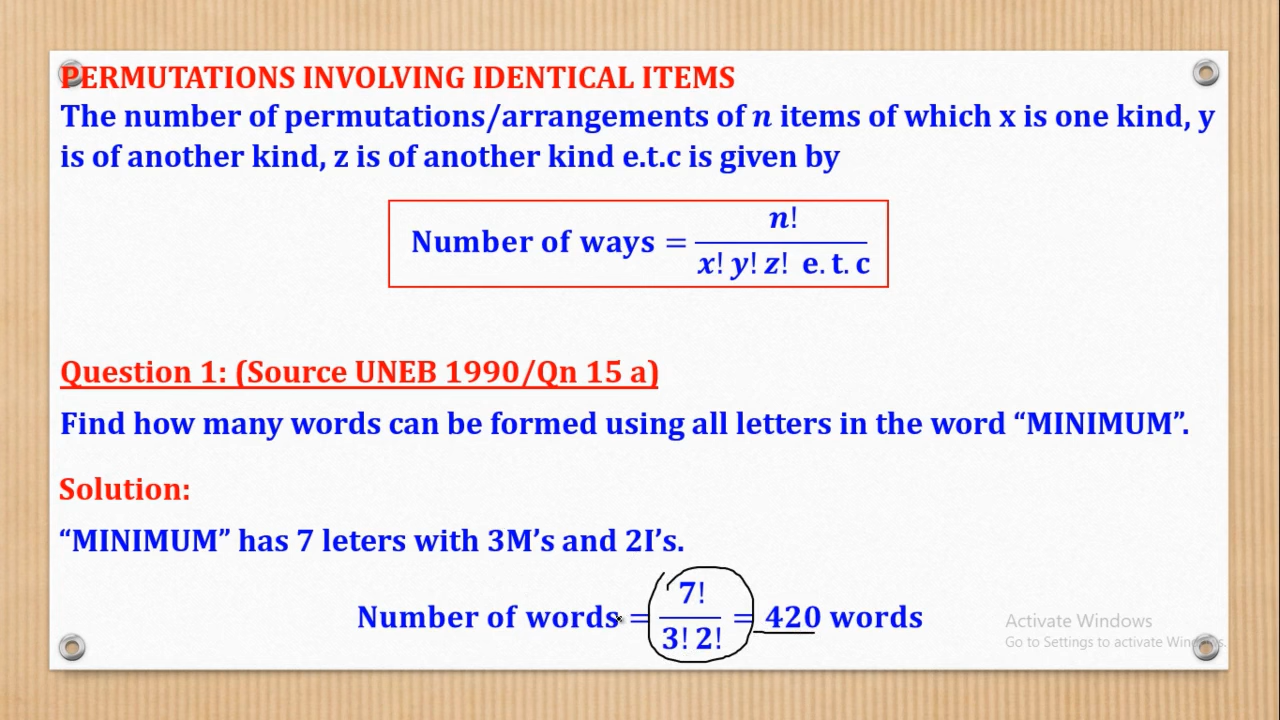 PERMUTATIONS INVOLVING IDENTICAL ITEMS
The number of permutations/arrangements of n items of which x is one kind, y
is of another kind, z is of another kind e.t.c is given by
Number of ways = n! / x! y! z! e.t.c
Question 1: (Source UNEB 1990/Qn 15 a)
Find how many words can be formed using all letters in the word “MINIMUM”.
Solution:
“MINIMUM” has 7 leters with 3M’s and 2I’s.
Number of words = 7! / 3! 2! = 420 words
Activate Windows
Go to Settings to activate Windows.